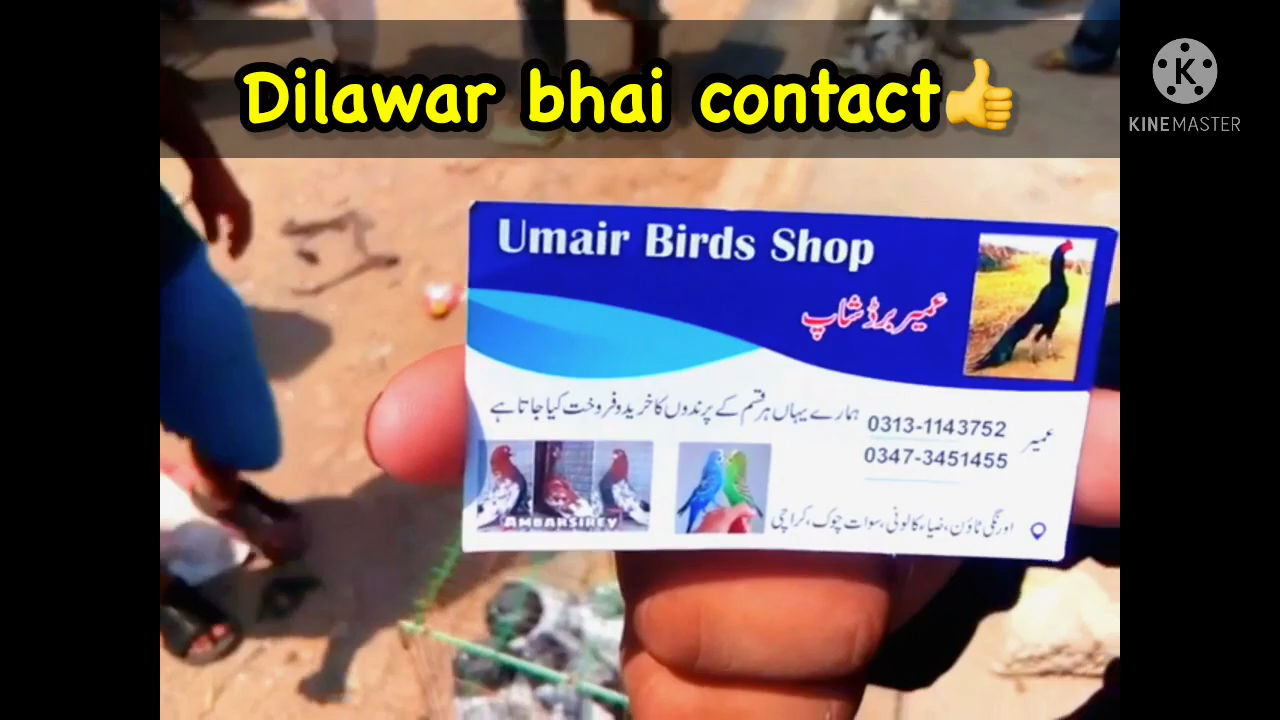 Dilawar bhai contact👍
KINEMASTER
Umair Birds Shop
عمیر برڈ شاپ
ہمارے یہاں ہر قسم کے پرندوں کا خرید و فروخت کیا جاتا ہے
عمیر
0313-1143752
0347-3451455
AMBARSIREY
اورنگی ٹاؤن، ضیاء کالونی، سوات چوک، کراچی